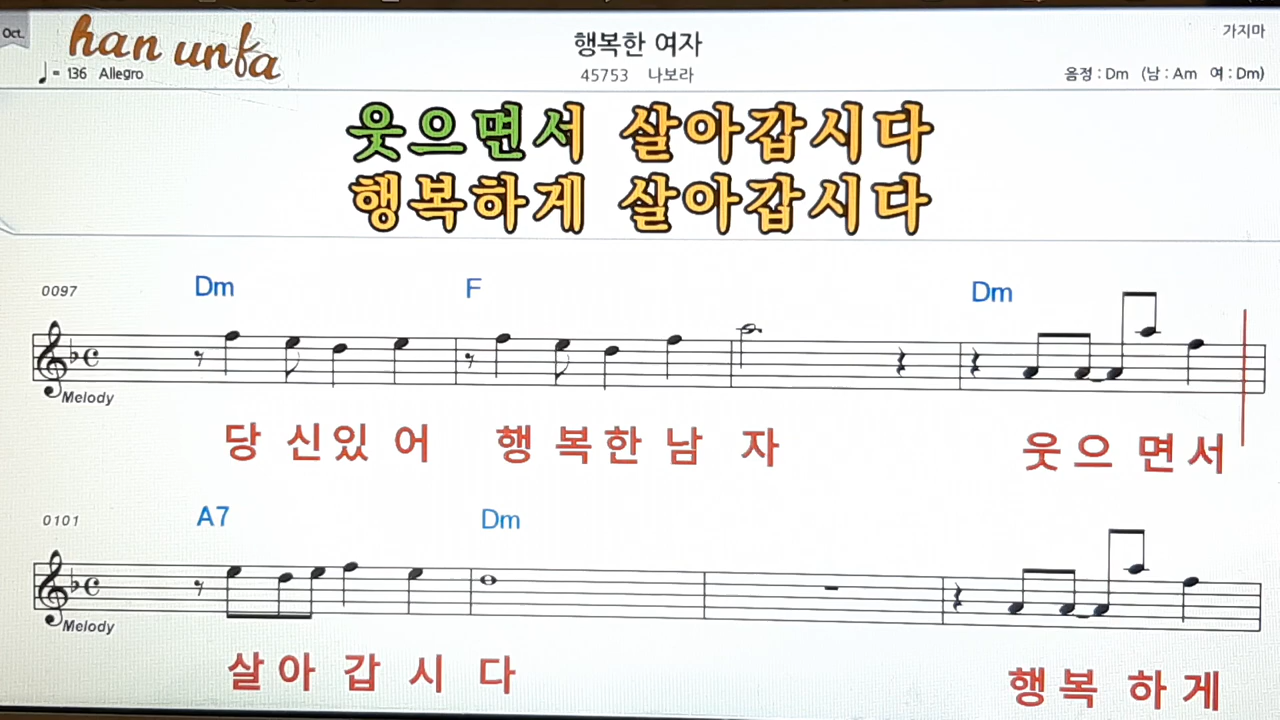 Oct.
han unfa
행복한 여자
가지마
♩= 136 Allegro
45753 나보라
음정 : Dm (남 : Am 여 : Dm)
웃으면서 살아갑시다
행복하게 살아갑시다
0097 Dm F Dm
Melody
당 신 있 어 행 복 한 남 자 웃 으 면 서
0101 A7 Dm
Melody
살 아 갑 시 다 행 복 하 게